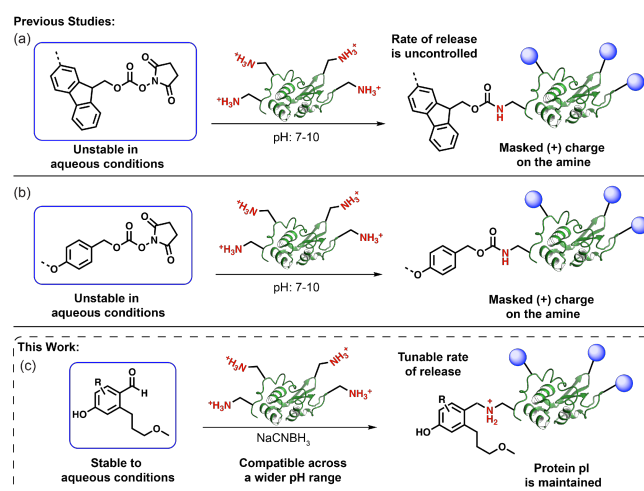 Previous Studies:
(a)
O
O
N
O
O
O
Unstable in
aqueous conditions
+H3N
NH3+
+H3N
NH3+
pH: 7-10
Rate of release
is uncontrolled
O
O
N
H
Masked (+) charge
on the amine
(b)
O
O
O
N
O
O
O
Unstable in
aqueous conditions
+H3N
NH3+
+H3N
NH3+
pH: 7-10
O
O
O
N
H
Masked (+) charge
on the amine
This Work:
(c)
R
O
H
HO
O
Stable to
aqueous conditions
+H3N
NH3+
+H3N
NH3+
NaCNBH3
Compatible across
a wider pH range
Tunable rate
of release
R
+
N
H2
HO
O
Protein pI
is maintained